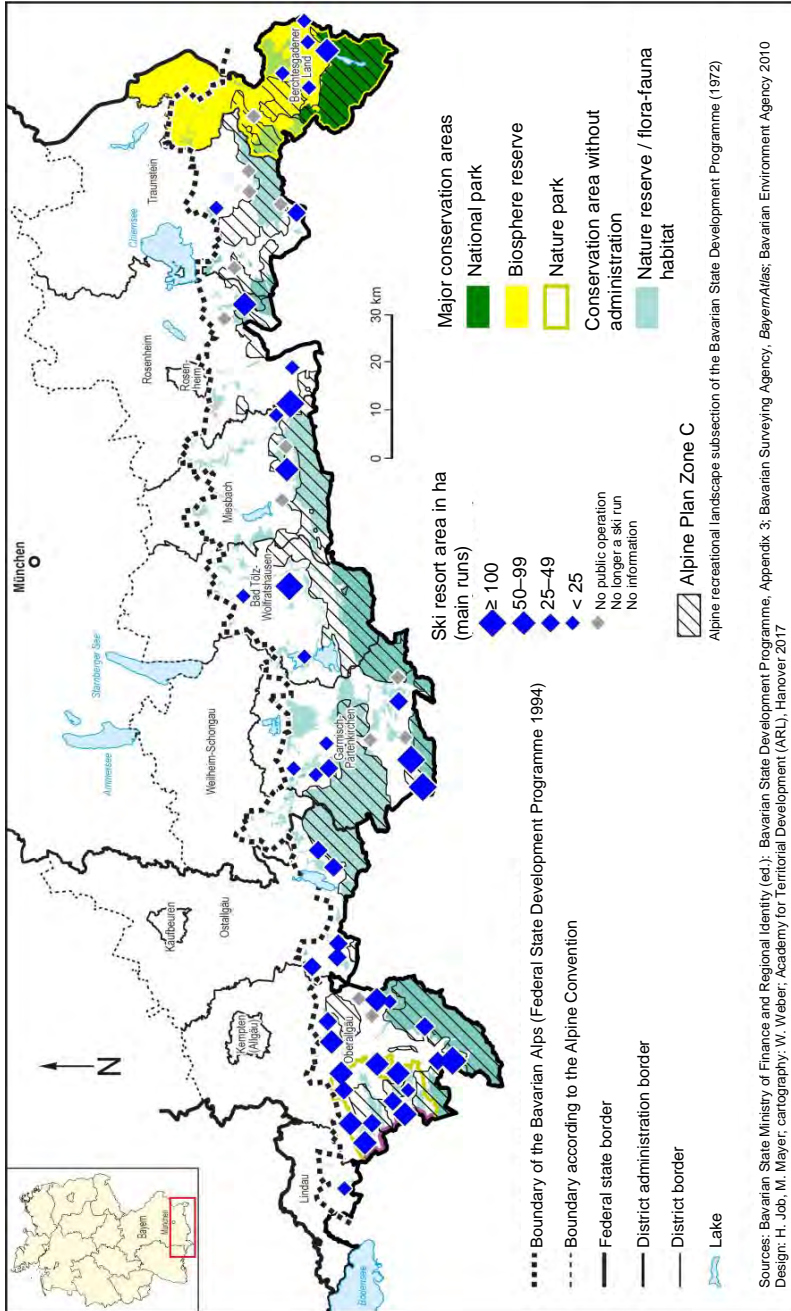 Bayern
München
N
Bodensee
Lindau
Kempten
(Allgäu)
Oberallgäu
Kaufbeuren
Ostallgäu
Ammersee
Starnberger See
Weilheim-Schongau
Garmisch-
Partenkirchen
München
Bad Tölz-
Wolfratshausen
Miesbach
Rosenheim
Rosen-
heim
Chiemsee
Traunstein
Berchtesgadener
Land
0 10 20 30 km
Boundary of the Bavarian Alps (Federal State Development Programme 1994)
Boundary according to the Alpine Convention
Federal state border
District administration border
District border
Lake
Ski resort area in ha
(main runs)
≥ 100
50–99
25–49
< 25
No public operation
No longer a ski run
No information
Alpine Plan Zone C
Alpine recreational landscape subsection of the Bavarian State Development Programme (1972)
Major conservation areas
National park
Biosphere reserve
Nature park
Conservation area without
administration
Nature reserve / flora-fauna
habitat
Sources: Bavarian State Ministry of Finance and Regional Identity (ed.): Bavarian State Development Programme, Appendix 3; Bavarian Surveying Agency, BayernAtlas; Bavarian Environment Agency 2010
Design: H. Job, M. Mayer; cartography: W. Weber; Academy for Territorial Development (ARL), Hanover 2017